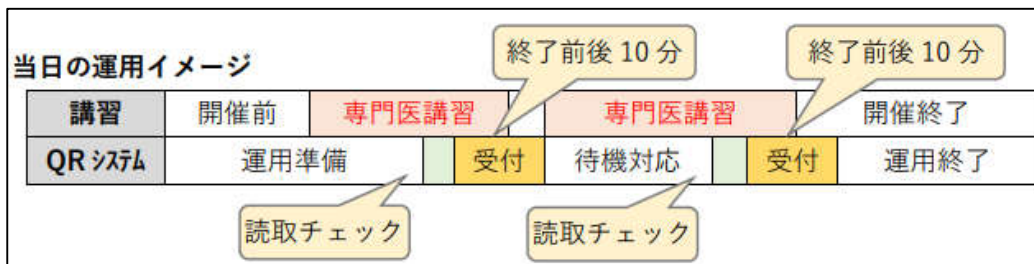 終了前後 10 分
終了前後 10 分
当日の運用イメージ
講習 開催前 専門医講習 専門医講習 開催終了
QR システム 運用準備 受付 待機対応 受付 運用終了
読取チェック
読取チェック